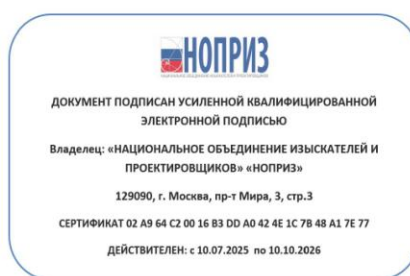 НОПРИЗ
ДОКУМЕНТ ПОДПИСАН УСИЛЕННОЙ КВАЛИФИЦИРОВАННОЙ
ЭЛЕКТРОННОЙ ПОДПИСЬЮ
Владелец: «НАЦИОНАЛЬНОЕ ОБЪЕДИНЕНИЕ ИЗЫСКАТЕЛЕЙ И
ПРОЕКТИРОВЩИКОВ» «НОПРИЗ»
129090, г. Москва, пр-т Мира, 3, стр.3
СЕРТИФИКАТ 02 A9 64 C2 00 16 B3 DD A0 42 4E 1C 7B 48 A1 7E 77
ДЕЙСТВИТЕЛЕН: с 10.07.2025 по 10.10.2026